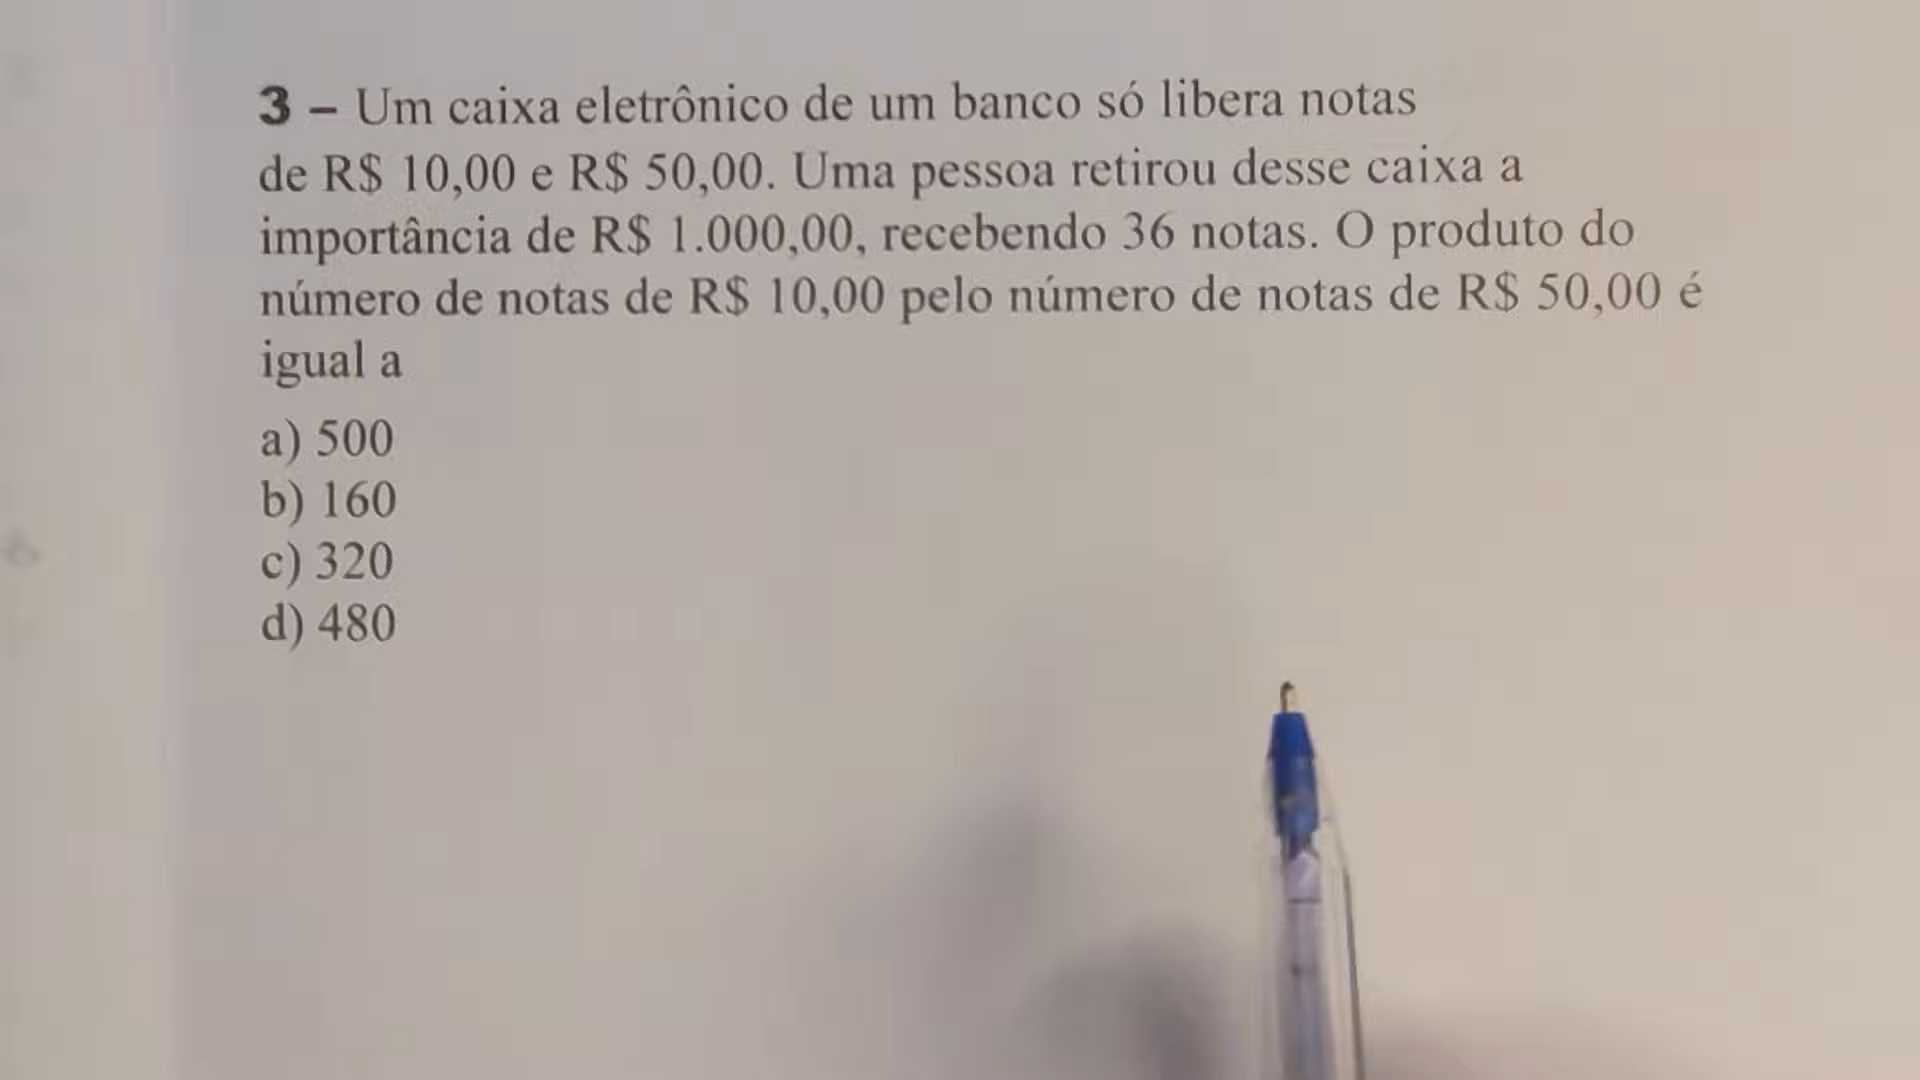 3 – Um caixa eletrônico de um banco só libera notas
de R$ 10,00 e R$ 50,00. Uma pessoa retirou desse caixa a
importância de R$ 1.000,00, recebendo 36 notas. O produto do
número de notas de R$ 10,00 pelo número de notas de R$ 50,00 é
igual a
a) 500
b) 160
c) 320
d) 480